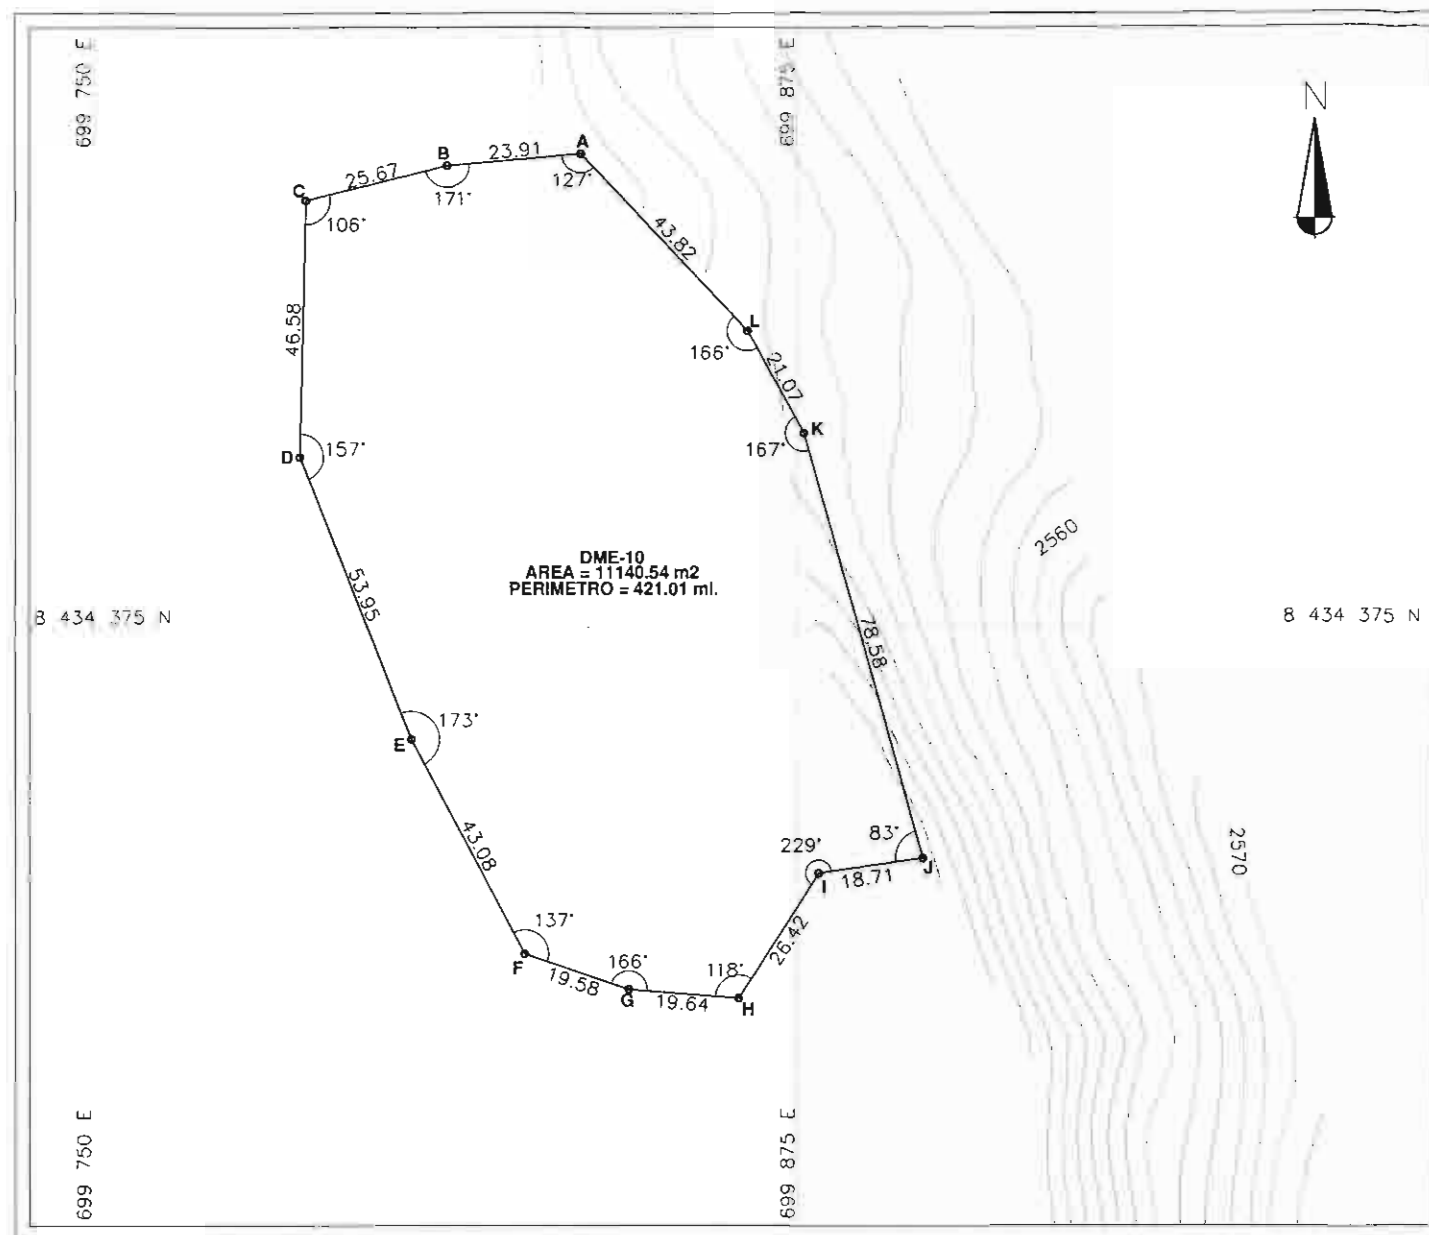 699 750 E
699 875 E
N
A
B
23.91
25.67
127°
171°
C
106°
43.82
46.58
L
166°
21.07
K
167°
D
157°
2560
DME-10
AREA = 11140.54 m2
PERIMETRO = 421.01 ml.
53.95
8 434 375 N
8 434 375 N
78.58
173°
E
43.08
83°
229°
J
I
18.71
2570
137°
26.42
F
166°
118°
19.58
G
19.64
H
699 750 E
699 875 E